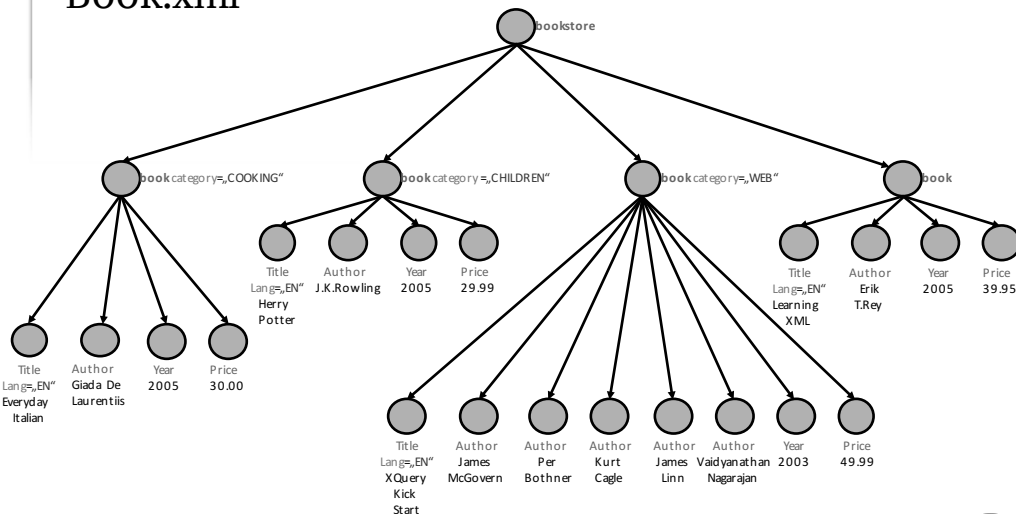 Book.xml
bookstore
book category=„COOKING“
book category=„CHILDREN“
book category=„WEB“
book
Title
Lang=„EN“
Herry
Potter
Author
J.K.Rowling
Year
2005
Price
29.99
Title
Lang=„EN“
Learning
XML
Author
Erik
T.Rey
Year
2005
Price
39.95
Title
Lang=„EN“
Everyday
Italian
Author
Giada De
Laurentiis
Year
2005
Price
30.00
Title
Lang=„EN“
XQuery
Kick
Start
Author
James
McGovern
Author
Per
Bothner
Author
Kurt
Cagle
Author
James
Linn
Author
Vaidyanathan
Nagarajan
Year
2003
Price
49.99